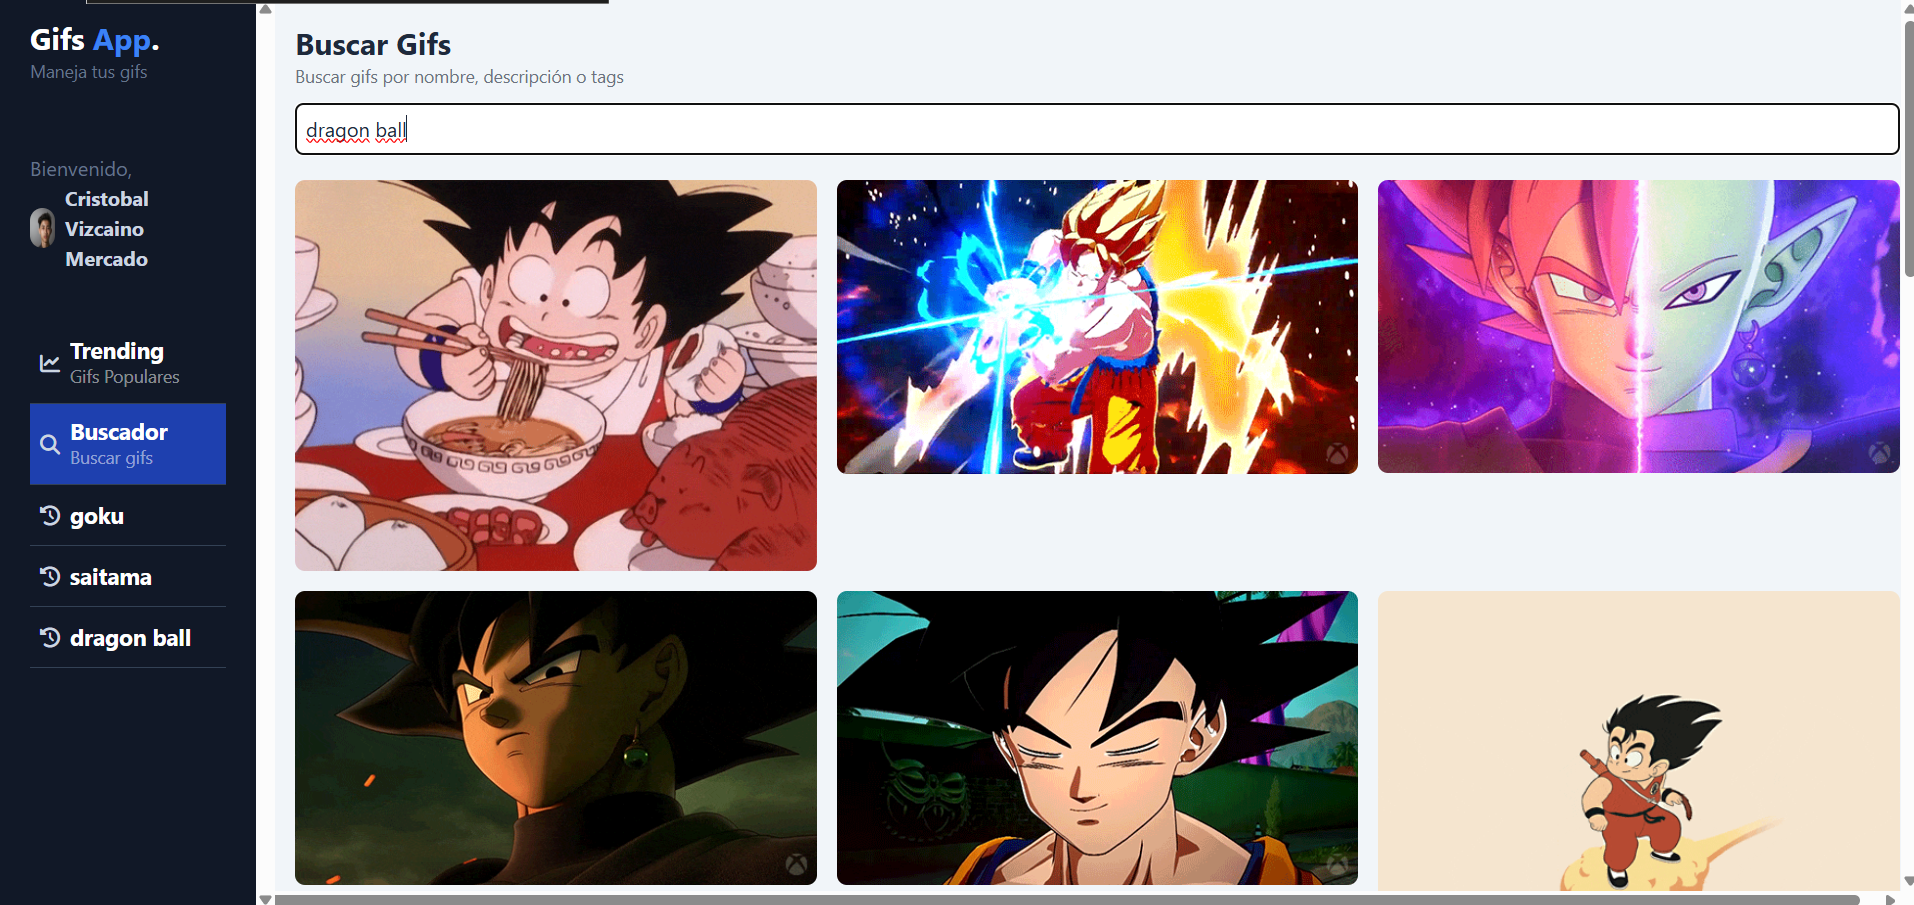 Gifs App.
Maneja tus gifs
Bienvenido,
Cristobal
Vizcaino
Mercado
Trending
Gifs Populares
Buscador
Buscar gifs
goku
saitama
dragon ball
Buscar Gifs
Buscar gifs por nombre, descripción o tags
dragon ball